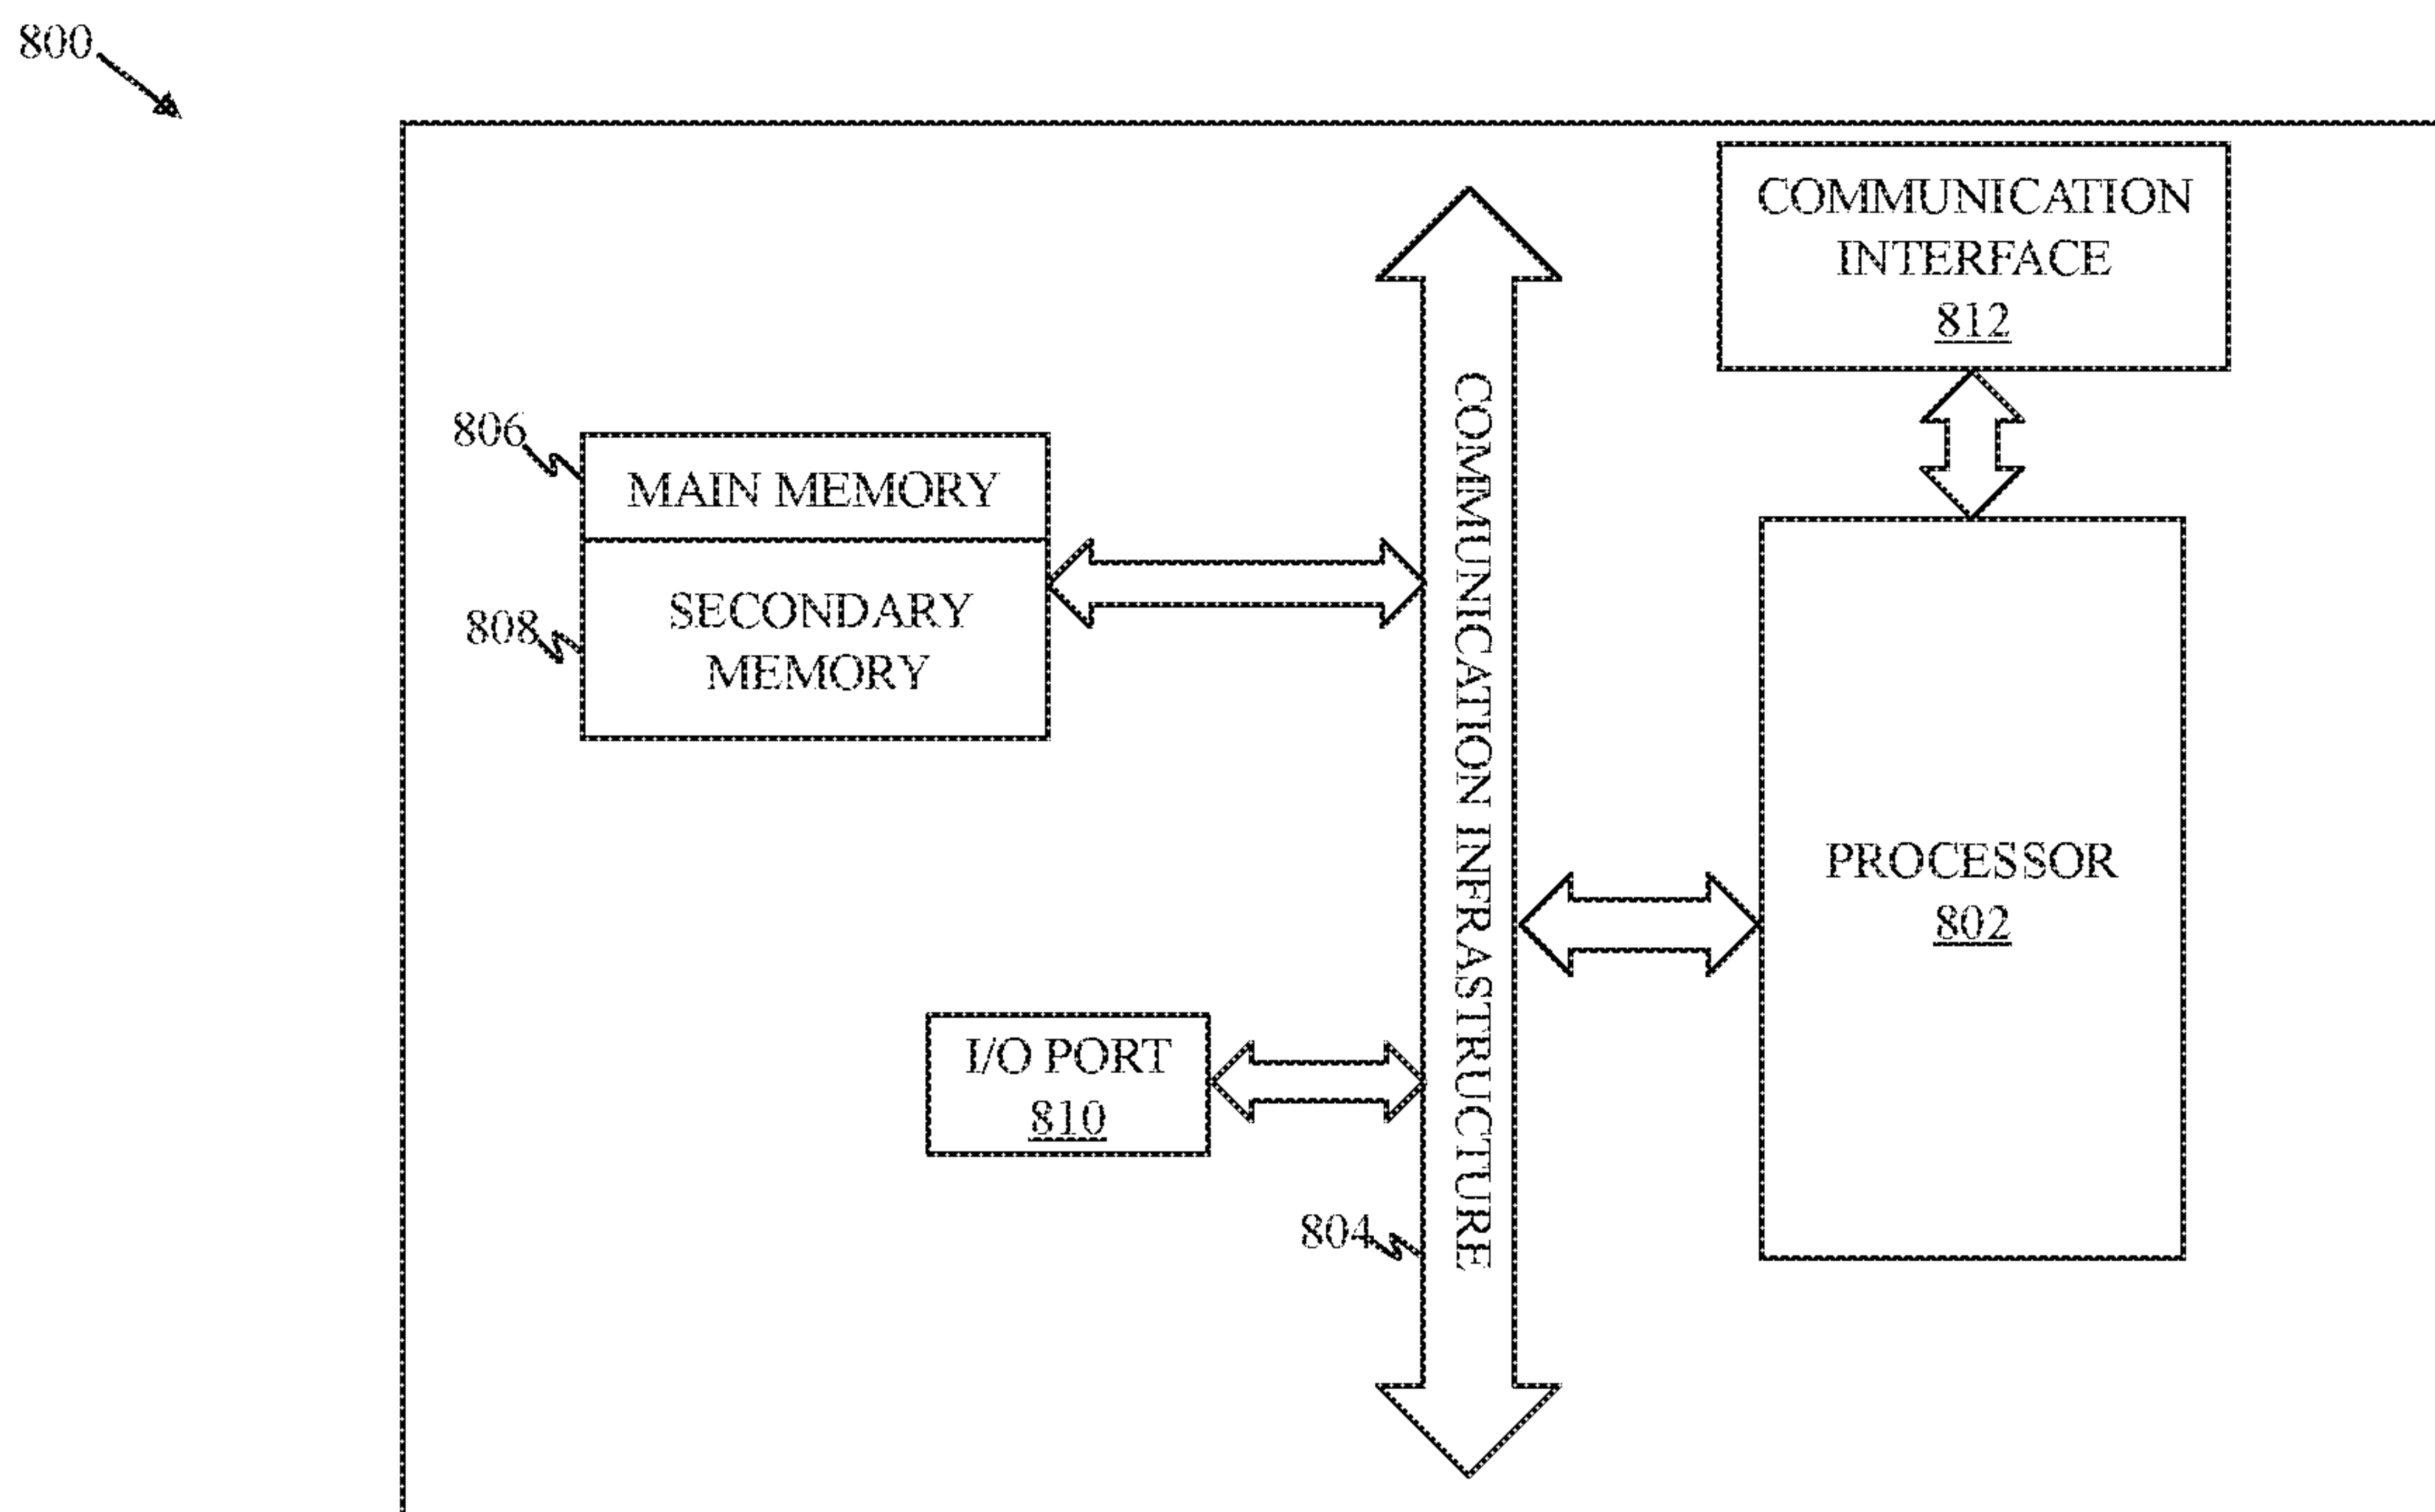 800
COMMUNICATION
INTERFACE
812
806
MAIN MEMORY
808
SECONDARY
MEMORY
COMMUNICATION INFRASTRUCTURE
PROCESSOR
802
I/O PORT
810
804